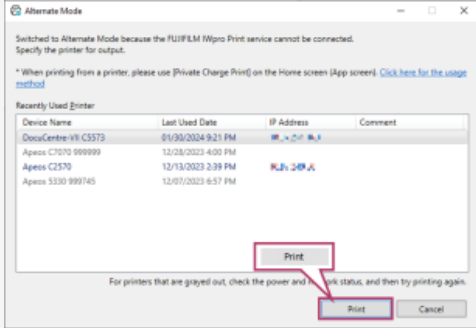 Alternate Mode
Switched to Alternate Mode because the FUJIFILM IWpro Print service cannot be connected.
Specify the printer for output.
* When printing from a printer, please use [Private Charge Print] on the Home screen (App screen). Click here for the usage
method
Recently Used Printer
Device Name Last Used Date IP Address Comment
DocuCentre-VII C5573 01/30/2024 9:21 PM
Apeos C7070 999999 12/28/2023 4:00 PM
Apeos C2570 12/13/2023 2:39 PM
Apeos 5330 999745 12/07/2023 6:57 PM
Print
For printers that are grayed out, check the power and status, and then try printing again.
Print Cancel